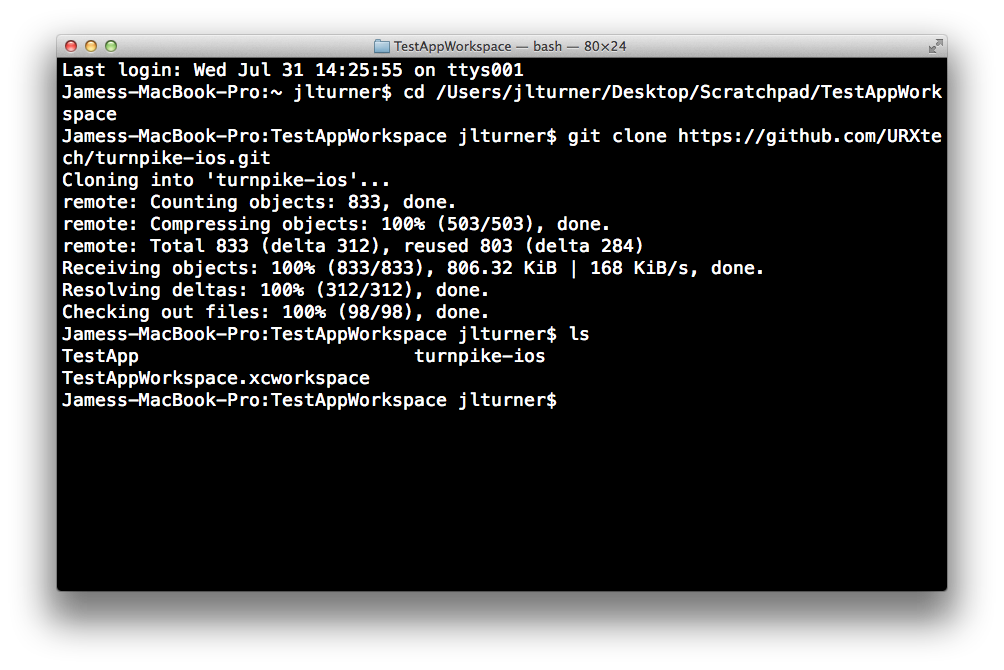 TestAppWorkspace — bash — 80×24
Last login: Wed Jul 31 14:25:55 on ttys001
Jamess-MacBook-Pro:~ jlturner$ cd /Users/jlturner/Desktop/Scratchpad/TestAppWork
space
Jamess-MacBook-Pro:TestAppWorkspace jlturner$ git clone https://github.com/URXte
ch/turnpike-ios.git
Cloning into 'turnpike-ios'...
remote: Counting objects: 833, done.
remote: Compressing objects: 100% (503/503), done.
remote: Total 833 (delta 312), reused 803 (delta 284)
Receiving objects: 100% (833/833), 806.32 KiB | 168 KiB/s, done.
Resolving deltas: 100% (312/312), done.
Checking out files: 100% (98/98), done.
Jamess-MacBook-Pro:TestAppWorkspace jlturner$ ls
TestApp                         turnpike-ios
TestAppWorkspace.xcworkspace
Jamess-MacBook-Pro:TestAppWorkspace jlturner$